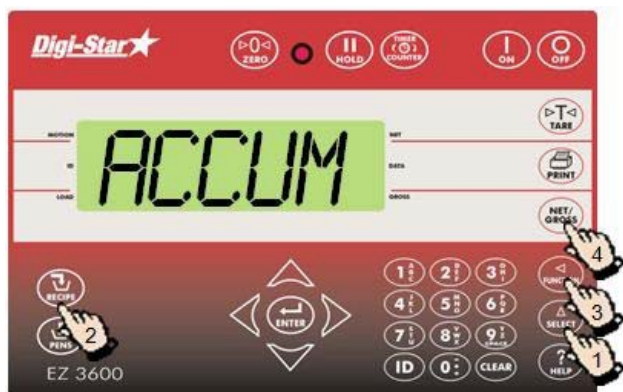 Digi-Star
▷0◁
ZERO
HOLD
TIMER
COUNTER
ON
OFF
▷T◁
TARE
MOTION
NET
ID
ACCUM
DATA
PRINT
LOAD
GROSS
NET/
GROSS
4
RECIPE
2
PENS
ENTER
1 A B C
2 D E F
3 G H I
FUNCTION
3
4 J K L
5 M N O
6 P Q R
SELECT
1
7 S T U
8 V W X
9 Y Z SPACE
?
HELP
ID
0
CLEAR
EZ 3600